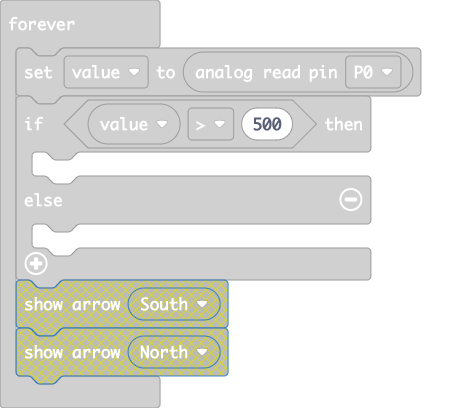 forever
set value to analog read pin P0
if value > 500 then
else
show arrow South
show arrow North